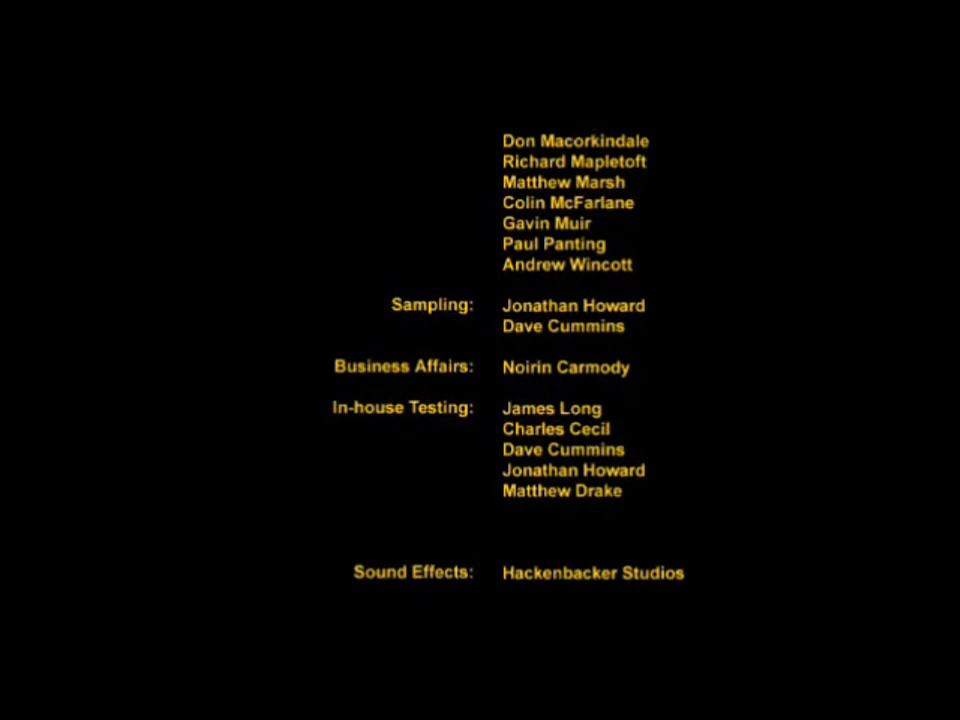 Don Macorkindale
Richard Mapletoft
Matthew Marsh
Colin McFarlane
Gavin Muir
Paul Panting
Andrew Wincott
Sampling: Jonathan Howard
Dave Cummins
Business Affairs: Noirin Carmody
In-house Testing: James Long
Charles Cecil
Dave Cummins
Jonathan Howard
Matthew Drake
Sound Effects: Hackenbacker Studios